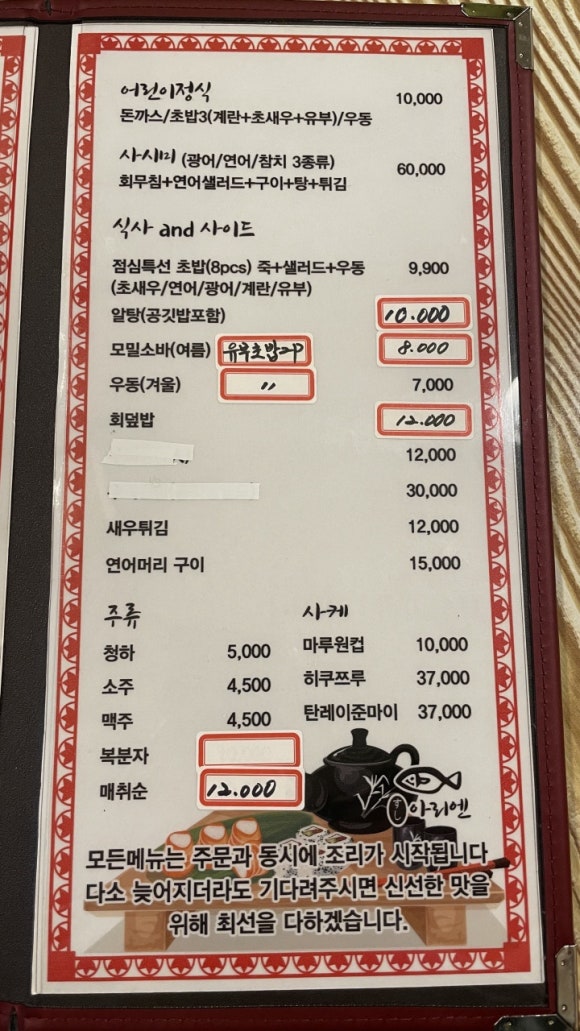 어린이정식 10,000
돈까스/초밥3(계란+초새우+유부)/우동
사시미 (광어/연어/참치 3종류) 60,000
회무침+연어샐러드+구이+탕+튀김
식사 and 사이드
점심특선 초밥(8pcs) 죽+샐러드+우동 9,900
(초새우/연어/광어/계란/유부)
알탕(공깃밥포함) 10.000
모밀소바(여름) 유부초밥2P 8.000
우동(겨울) 〃 7,000
회덮밥 12.000
12,000
30,000
새우튀김 12,000
연어머리 구이 15,000
주류
청하 5,000
소주 4,500
맥주 4,500
복분자
매취순 12.000
사케
마루원컵 10,000
히쿠쯔루 37,000
탄레이준마이 37,000
아리엔
모든메뉴는 주문과 동시에 조리가 시작됩니다
다소 늦어지더라도 기다려주시면 신선한 맛을
위해 최선을 다하겠습니다.